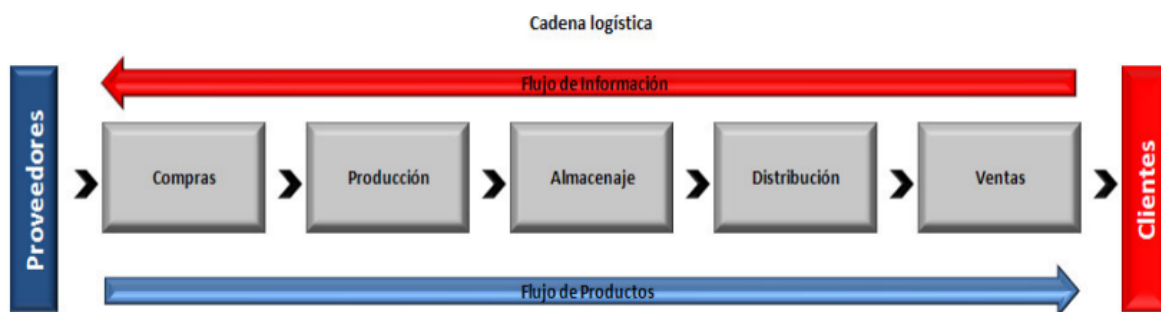 Cadena logística
Flujo de Información
Proveedores
Compras
Producción
Almacenaje
Distribución
Ventas
Clientes
Flujo de Productos